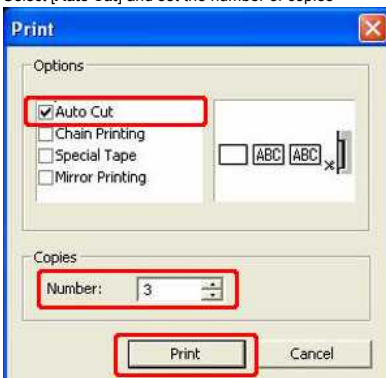 Select [Auto Cut] and set the number of copies
Print
Options
Auto Cut
Chain Printing
Special Tape
Mirror Printing
ABC ABC
Copies
Number: 3
Print Cancel